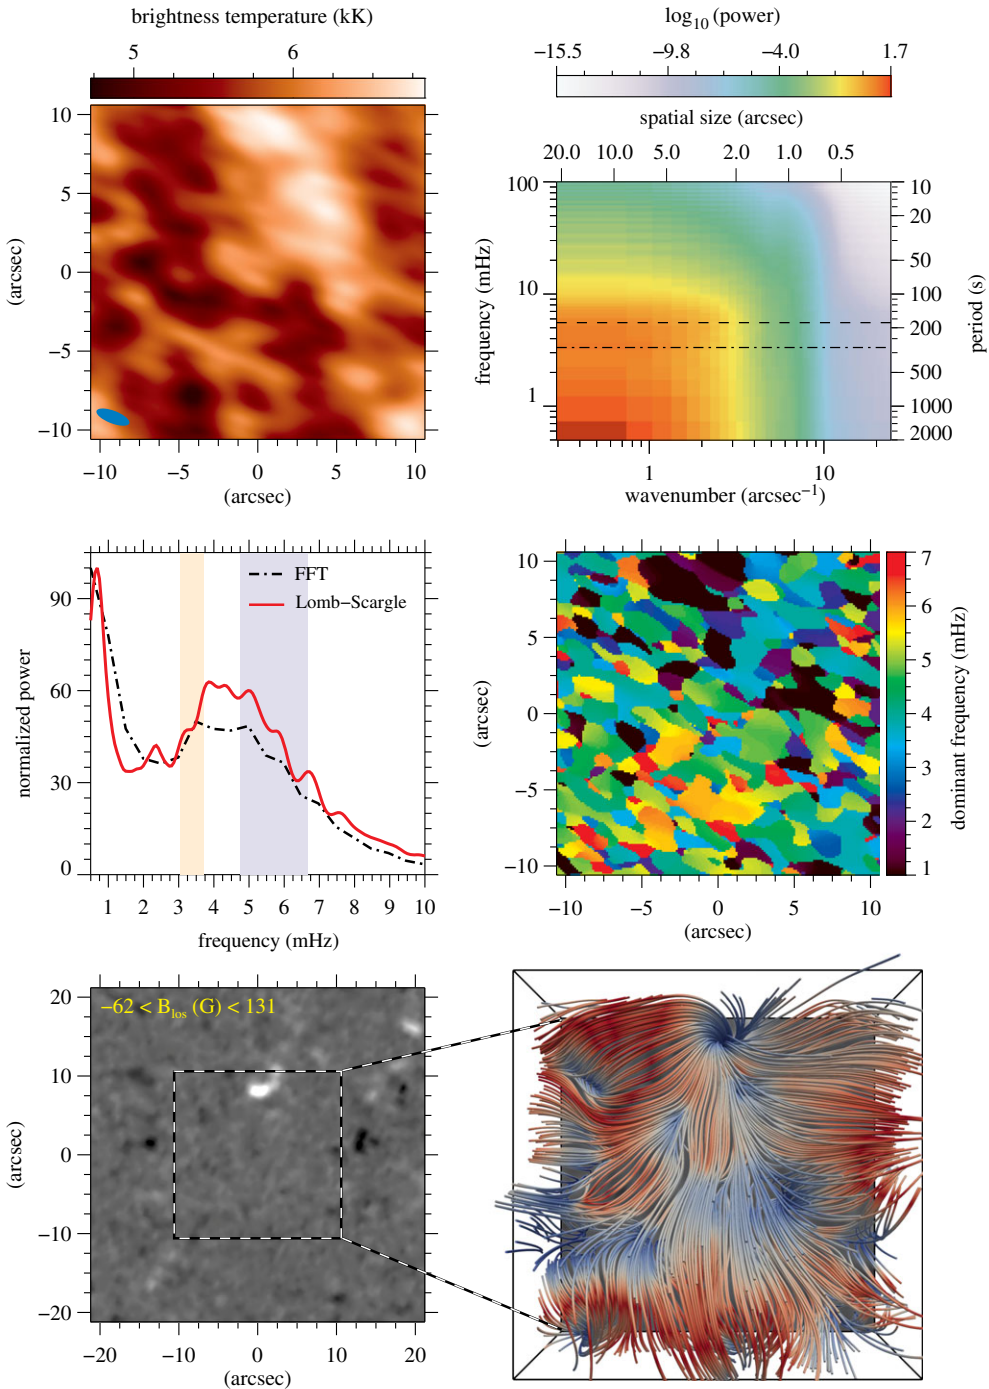 brightness temperature (kK)
5 6
10
5
0
−5
−10
(arcsec)
−10 −5 0 5 10
(arcsec)
log10 (power)
−15.5 −9.8 −4.0 1.7
spatial size (arcsec)
20.0 10.0 5.0 2.0 1.0 0.5
100
10
1
frequency (mHz)
10
20
50
100
200
500
1000
2000
period (s)
1 10
wavenumber (arcsec−1)
FFT
Lomb−Scargle
90
60
30
0
normalized power
1 2 3 4 5 6 7 8 9 10
frequency (mHz)
10
5
0
−5
−10
(arcsec)
−10 −5 0 5 10
(arcsec)
7
6
5
4
3
2
1
dominant frequency (mHz)
−62 < Blos (G) < 131
20
10
0
−10
−20
(arcsec)
−20 −10 0 10 20
(arcsec)